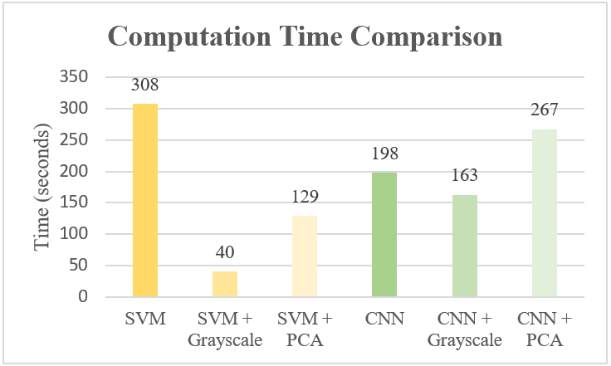 Computation Time Comparison
Time (seconds)
350
300
250
200
150
100
50
0
308
40
129
198
163
267
SVM
SVM +
Grayscale
SVM +
PCA
CNN
CNN +
Grayscale
CNN +
PCA